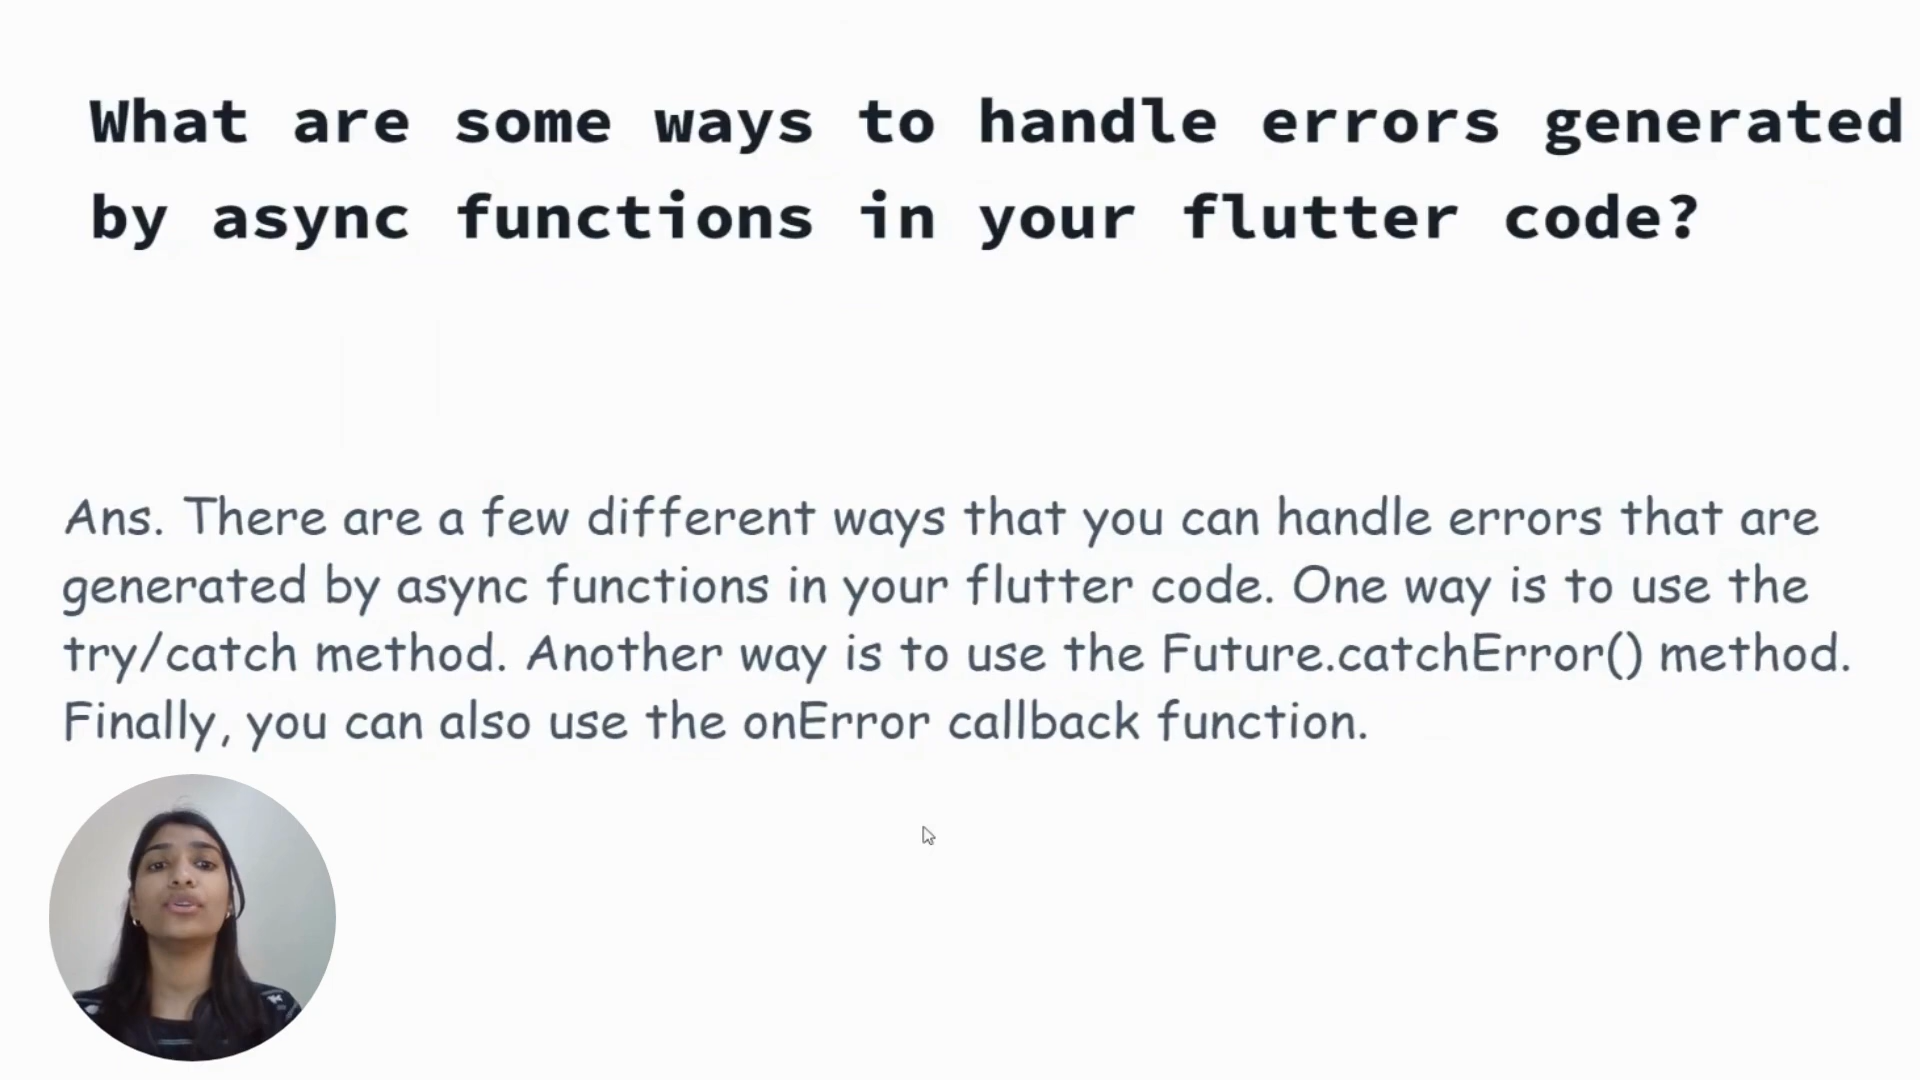 What are some ways to handle errors generated
by async functions in your flutter code?
Ans. There are a few different ways that you can handle errors that are
generated by async functions in your flutter code. One way is to use the
try/catch method. Another way is to use the Future.catchError() method.
Finally, you can also use the onError callback function.